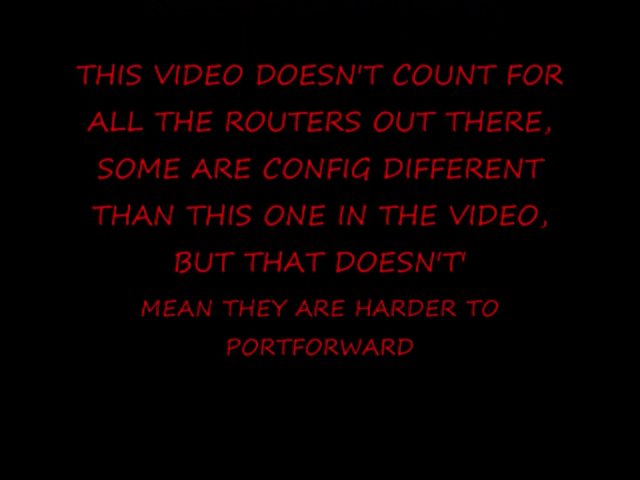 THIS VIDEO DOESN'T COUNT FOR
ALL THE ROUTERS OUT THERE,
SOME ARE CONFIG DIFFERENT
THAN THIS ONE IN THE VIDEO,
BUT THAT DOESN'T'
MEAN THEY ARE HARDER TO
PORTFORWARD